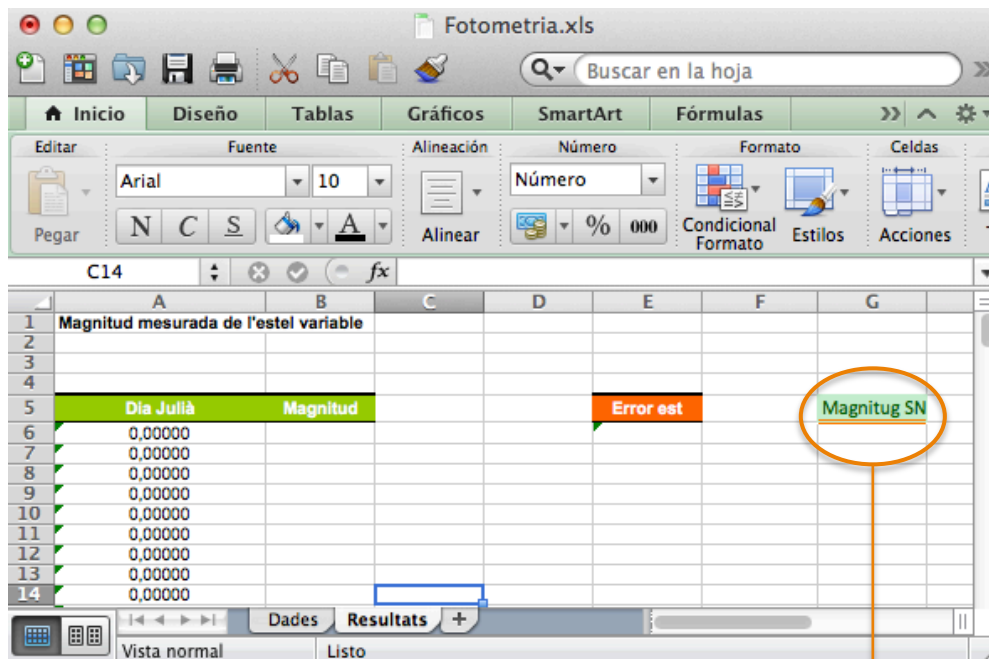 Fotometria.xls
Buscar en la hoja
Inicio Diseño Tablas Gráficos SmartArt Fórmulas
Editar Fuente Alineación Número Formato Celdas
Pegar Arial 10 Alinear Número Condicional Formato Estilos Acciones
N C S A % 000
C14 fx
A B C D E F G
1 Magnitud mesurada de l'estel variable
2
3
4
5 Dia Julià Magnitud Error est Magnitug SN
6 0,00000
7 0,00000
8 0,00000
9 0,00000
10 0,00000
11 0,00000
12 0,00000
13 0,00000
14 0,00000
Dades Resultats +
Vista normal Listo